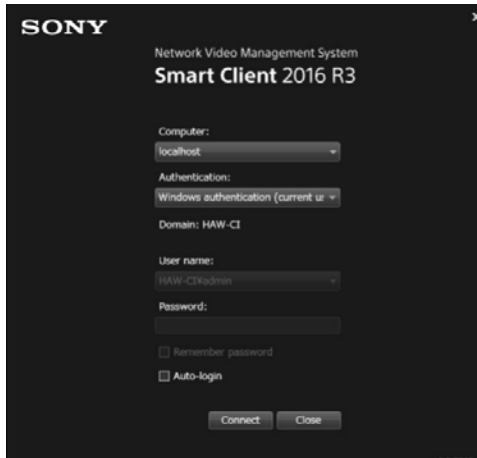 SONY
Network Video Management System
Smart Client 2016 R3
Computer:
localhost
Authentication:
Windows authentication (current us
Domain: HAW-CI
User name:
HAW-CI¥admin
Password:
Remember password
Auto-login
Connect Close